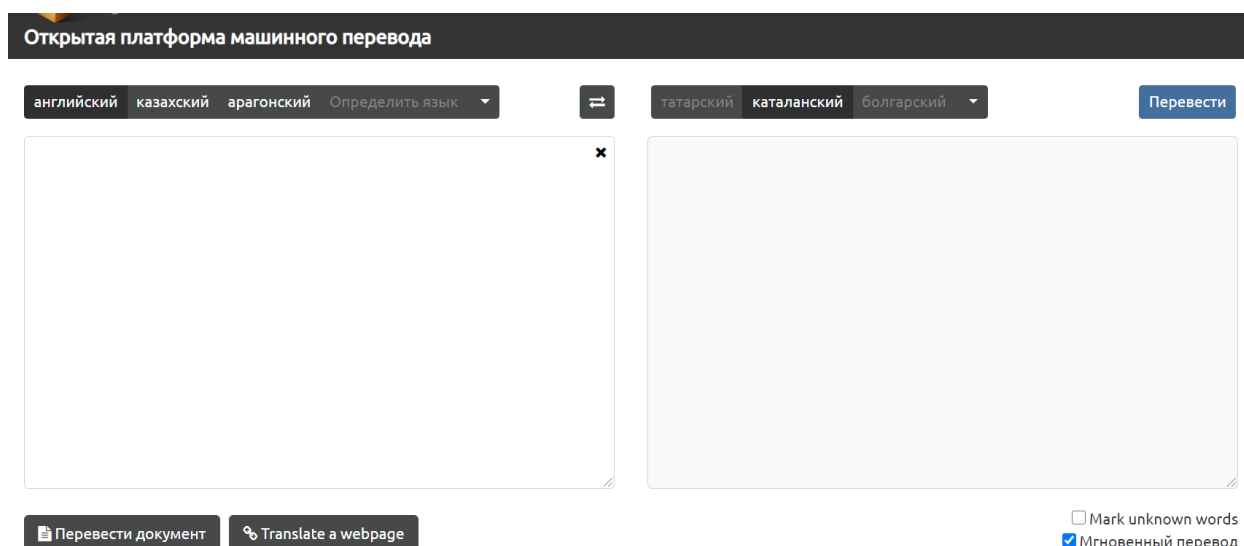 Открытая платформа машинного перевода
английский казахский арагонский Определить язык татарский каталанский болгарский Перевести
Перевести документ Translate a webpage Mark unknown words
Мгновенный перевод